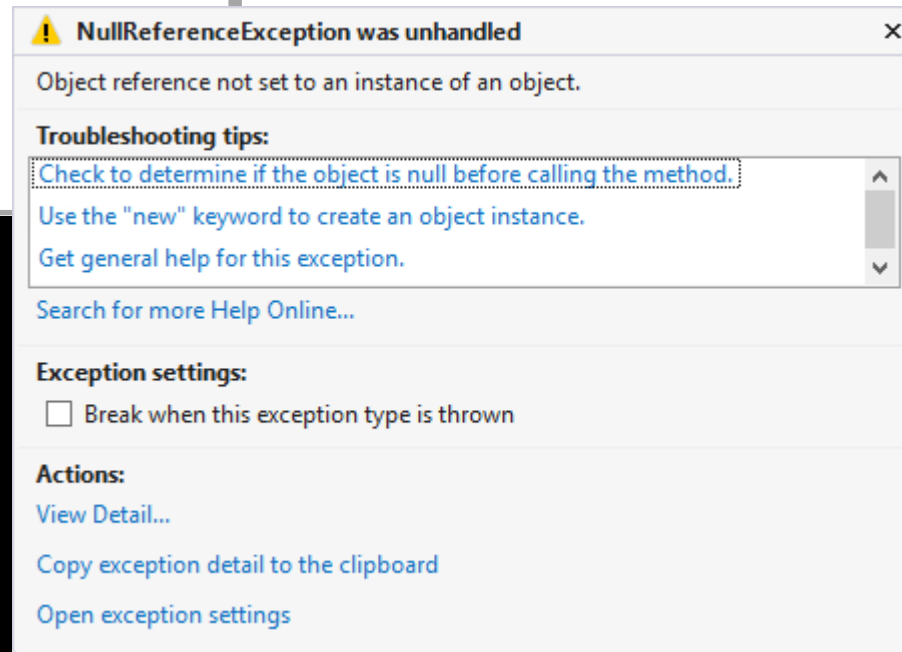 NullReferenceException was unhandled
Object reference not set to an instance of an object.
Troubleshooting tips:
Check to determine if the object is null before calling the method.
Use the "new" keyword to create an object instance.
Get general help for this exception.
Search for more Help Online...
Exception settings:
Break when this exception type is thrown
Actions:
View Detail...
Copy exception detail to the clipboard
Open exception settings